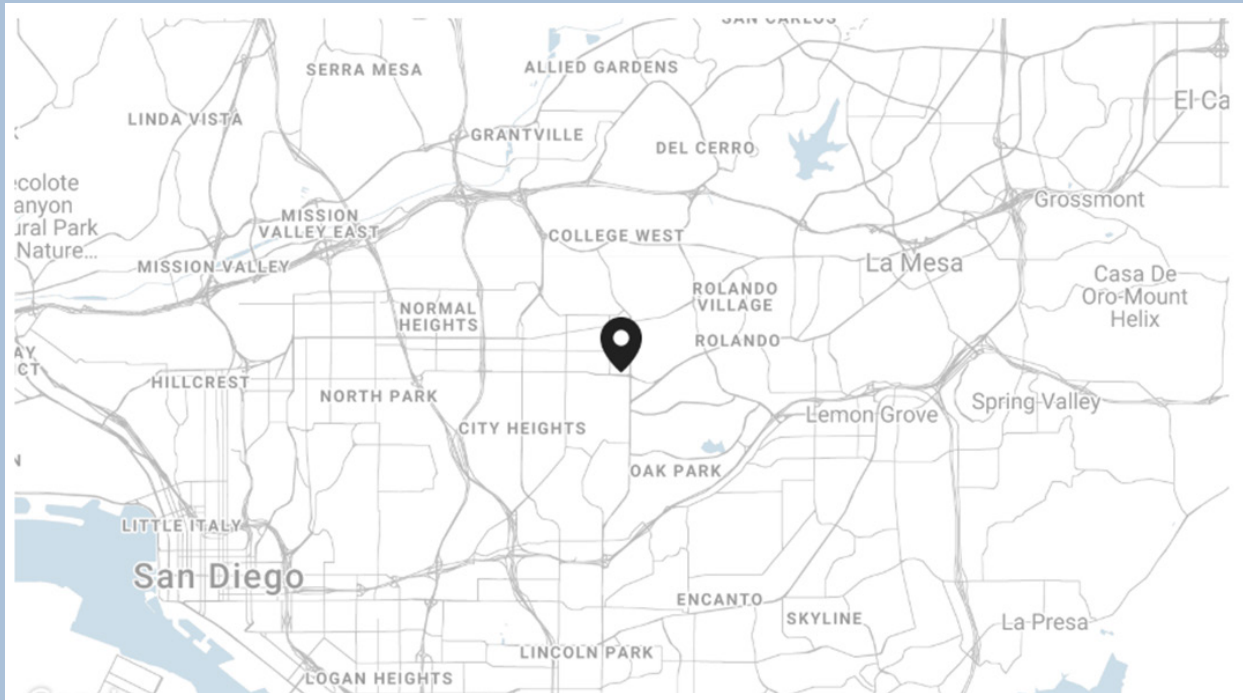 SAN CARLOS
SERRA MESA
ALLIED GARDENS
El Ca
LINDA VISTA
GRANTVILLE
DEL CERRO
ecolote
anyon
ural Park
Nature...
MISSION
VALLEY EAST
Grossmont
COLLEGE WEST
MISSION VALLEY
La Mesa
Casa De
Oro-Mount
Helix
ROLANDO
VILLAGE
NORMAL
HEIGHTS
ROLANDO
AY
CT
HILLCREST
NORTH PARK
Spring Valley
Lemon Grove
CITY HEIGHTS
N
OAK PARK
LITTLE ITALY
San Diego
ENCANTO
SKYLINE
La Presa
LINCOLN PARK
LOGAN HEIGHTS